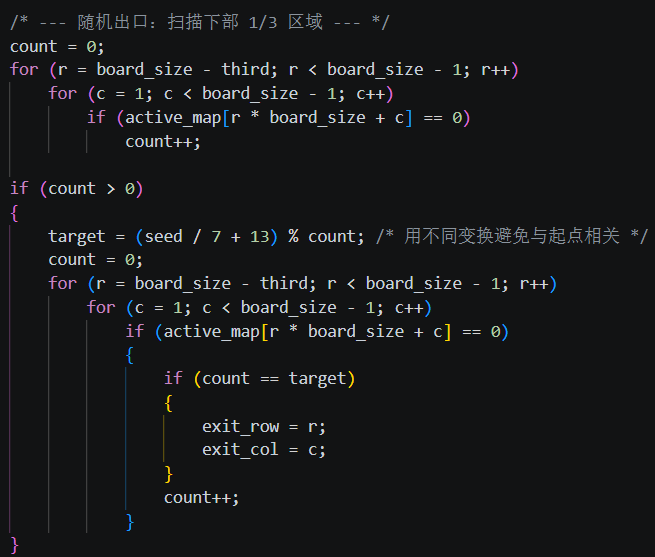 /* --- 随机出口: 扫描下部 1/3 区域 --- */
count = 0;
for (r = board_size - third; r < board_size - 1; r++)
    for (c = 1; c < board_size - 1; c++)
        if (active_map[r * board_size + c] == 0)
            count++;

if (count > 0)
{
    target = (seed / 7 + 13) % count; /* 用不同变换避免与起点相关 */
    count = 0;
    for (r = board_size - third; r < board_size - 1; r++)
        for (c = 1; c < board_size - 1; c++)
            if (active_map[r * board_size + c] == 0)
            {
                if (count == target)
                {
                    exit_row = r;
                    exit_col = c;
                }
                count++;
            }
}